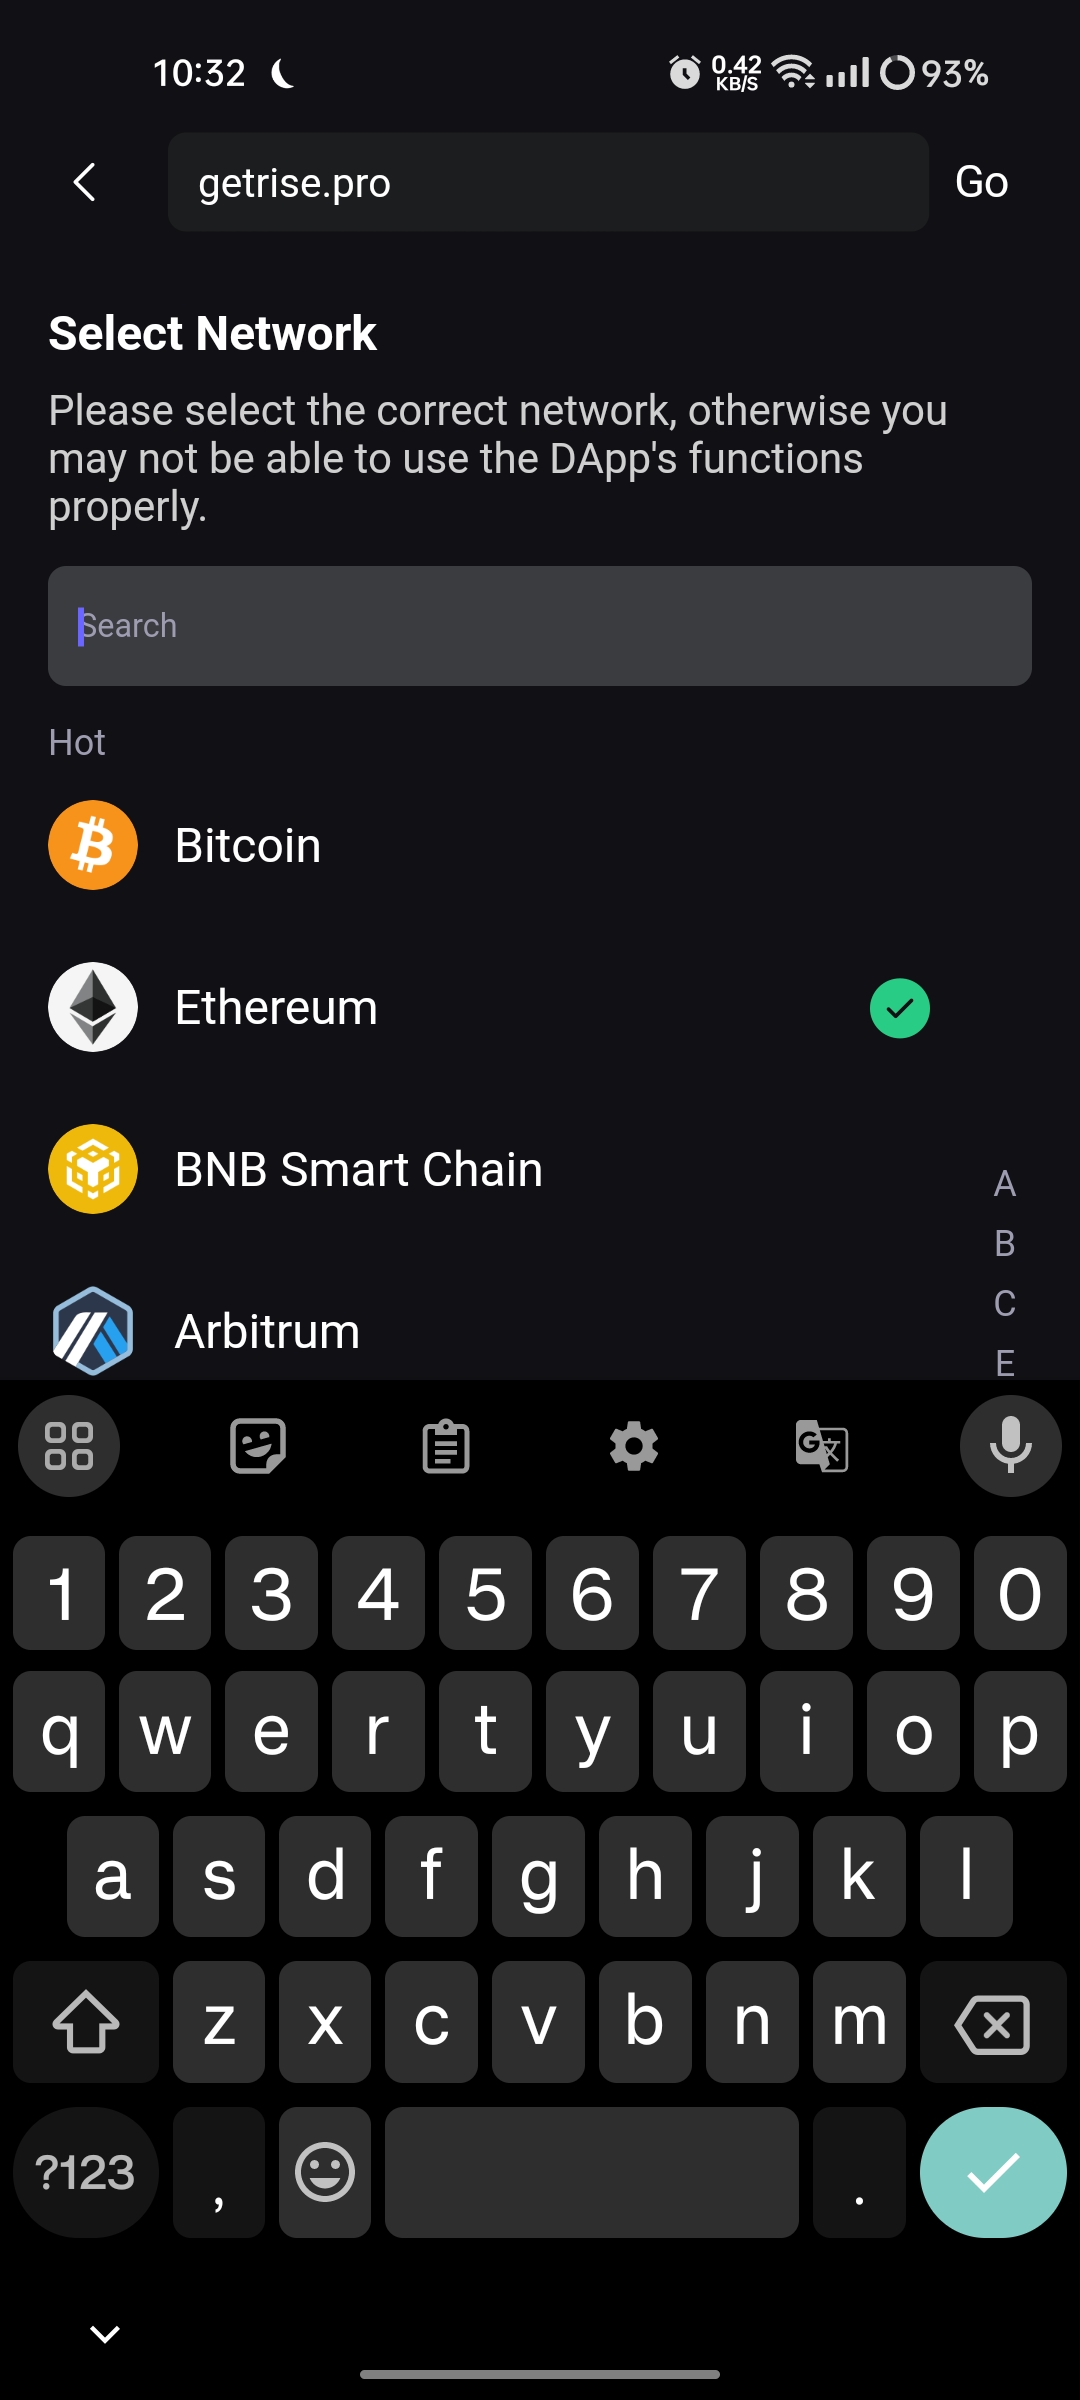 10:32
0.42
KB/S
93%
getrise.pro
Go
Select Network
Please select the correct network, otherwise you
may not be able to use the DApp's functions
properly.
Search
Hot
Bitcoin
Ethereum
BNB Smart Chain
Arbitrum
A
B
C
E
1 2 3 4 5 6 7 8 9 0
q w e r t y u i o p
a s d f g h j k l
z x c v b n m
?123 , .